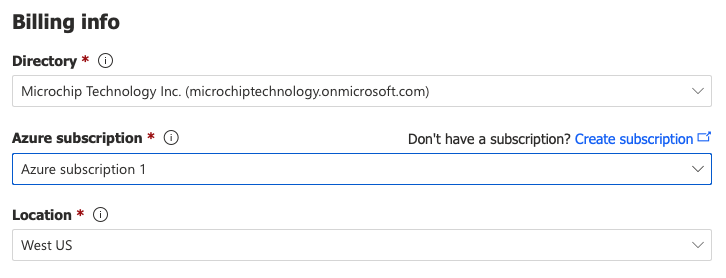 Billing info
Directory *
Microchip Technology Inc. (microchiptechnology.onmicrosoft.com)
Azure subscription * Don't have a subscription? Create subscription
Azure subscription 1
Location *
West US